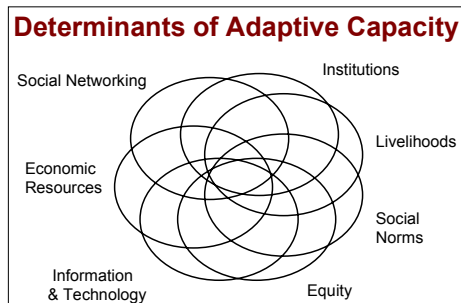 Determinants of Adaptive Capacity
Social Networking
Institutions
Livelihoods
Economic
Resources
Social
Norms
Information
& Technology
Equity